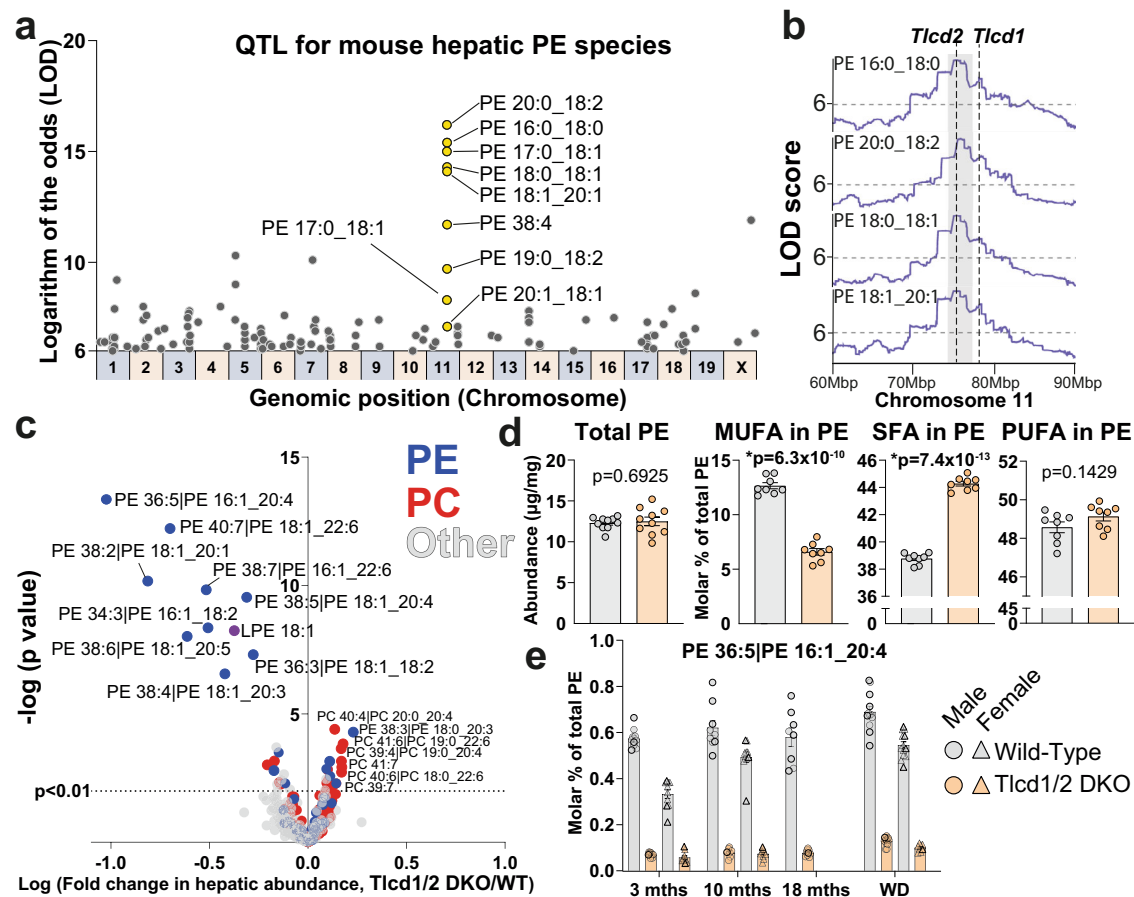 a
QTL for mouse hepatic PE species
Logarithm of the odds (LOD)
20
15
10
6
PE 20:0_18:2
PE 16:0_18:0
PE 17:0_18:1
PE 18:0_18:1
PE 18:1_20:1
PE 38:4
PE 17:0_18:1
PE 19:0_18:2
PE 20:1_18:1
1 2 3 4 5 6 7 8 9 10 11 12 13 14 15 16 17 18 19 X
Genomic position (Chromosome)
b
Tlcd2 Tlcd1
LOD score
PE 16:0_18:0
6
PE 20:0_18:2
6
PE 18:0_18:1
6
PE 18:1_20:1
6
60Mbp 70Mbp 80Mbp 90Mbp
Chromosome 11
c
-log (p value)
15
10
5
PE
PC
Other
PE 36:5|PE 16:1_20:4
PE 40:7|PE 18:1_22:6
PE 38:2|PE 18:1_20:1
PE 38:7|PE 16:1_22:6
PE 38:5|PE 18:1_20:4
PE 34:3|PE 16:1_18:2
LPE 18:1
PE 38:6|PE 18:1_20:5
PE 36:3|PE 18:1_18:2
PE 38:4|PE 18:1_20:3
PC 40:4|PC 20:0_20:4
PE 38:3|PE 18:0_20:3
PC 41:6|PC 19:0_22:6
PC 39:4|PC 19:0_20:4
PC 41:7
PC 40:6|PC 18:0_22:6
PC 39:7
p<0.01
-1.0 -0.5 0.0 0.5 1.0
Log (Fold change in hepatic abundance, Tlcd1/2 DKO/WT)
d
Total PE
p=0.6925
Abundance (µg/mg)
20
15
10
5
0
MUFA in PE
*p=6.3x10⁻¹⁰
Molar % of total PE
15
10
5
0
SFA in PE
*p=7.4x10⁻¹³
46
44
42
40
38
36
0
PUFA in PE
p=0.1429
52
50
48
46
45
0
e
PE 36:5|PE 16:1_20:4
Molar % of total PE
1.0
0.8
0.6
0.4
0.2
0.0
3 mths 10 mths 18 mths WD
Male
Female
Wild-Type
Tlcd1/2 DKO